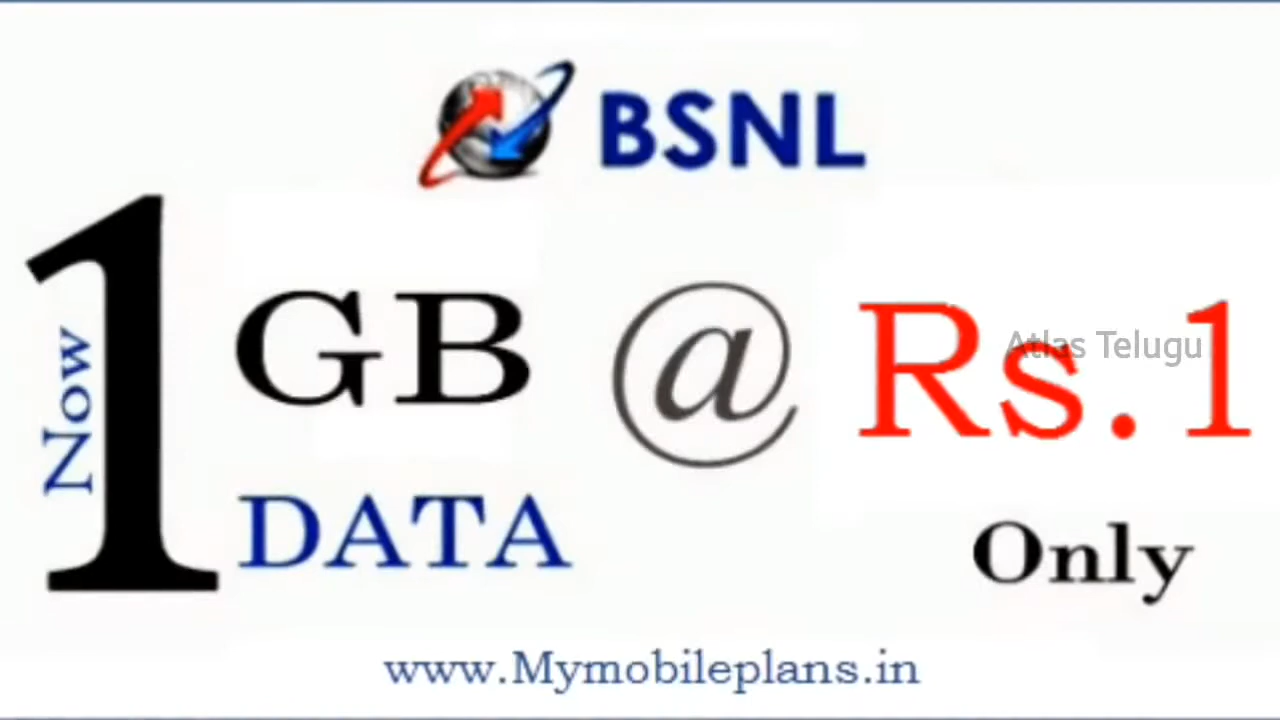 BSNL
Now
1
GB @ Rs.1
Atlas Telugu
DATA
Only
www.Mymobileplans.in